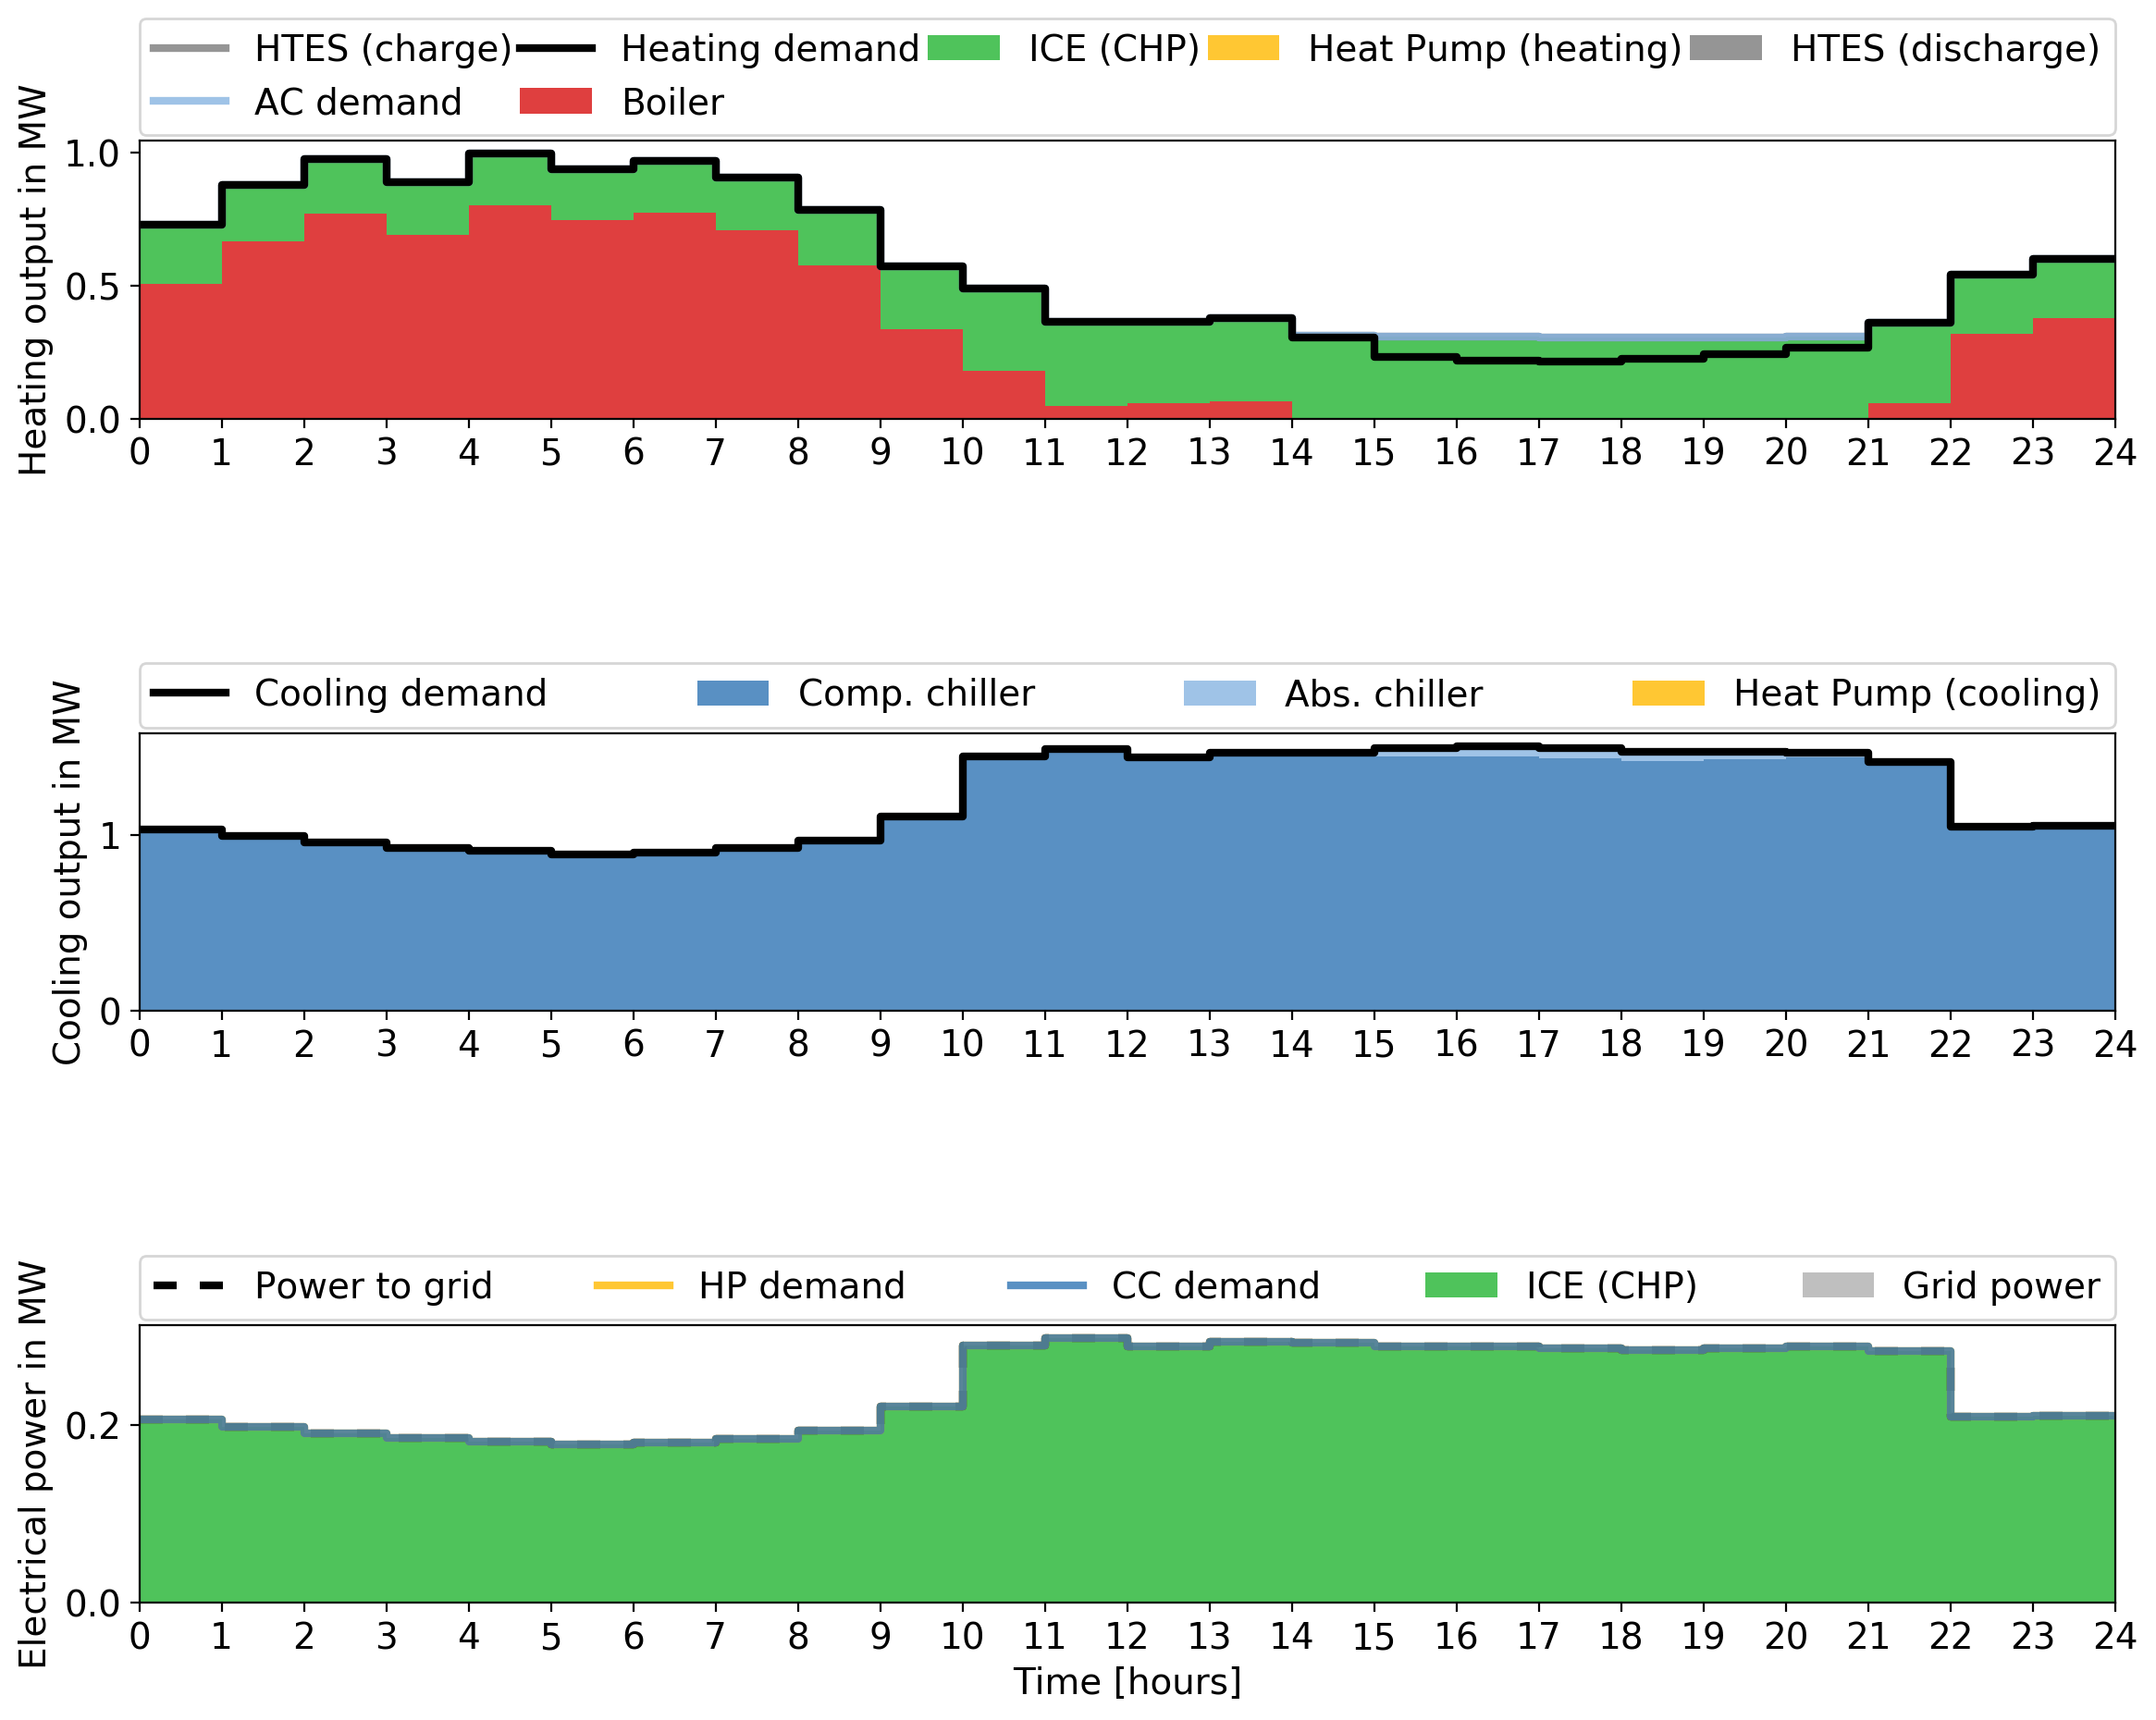 HTES (charge) Heating demand ICE (CHP) Heat Pump (heating) HTES (discharge)
AC demand Boiler
Heating output in MW
1.0
0.5
0.0
0 1 2 3 4 5 6 7 8 9 10 11 12 13 14 15 16 17 18 19 20 21 22 23 24
Cooling demand Comp. chiller Abs. chiller Heat Pump (cooling)
Cooling output in MW
1
0
0 1 2 3 4 5 6 7 8 9 10 11 12 13 14 15 16 17 18 19 20 21 22 23 24
Power to grid HP demand CC demand ICE (CHP) Grid power
Electrical power in MW
0.2
0.0
0 1 2 3 4 5 6 7 8 9 10 11 12 13 14 15 16 17 18 19 20 21 22 23 24
Time [hours]